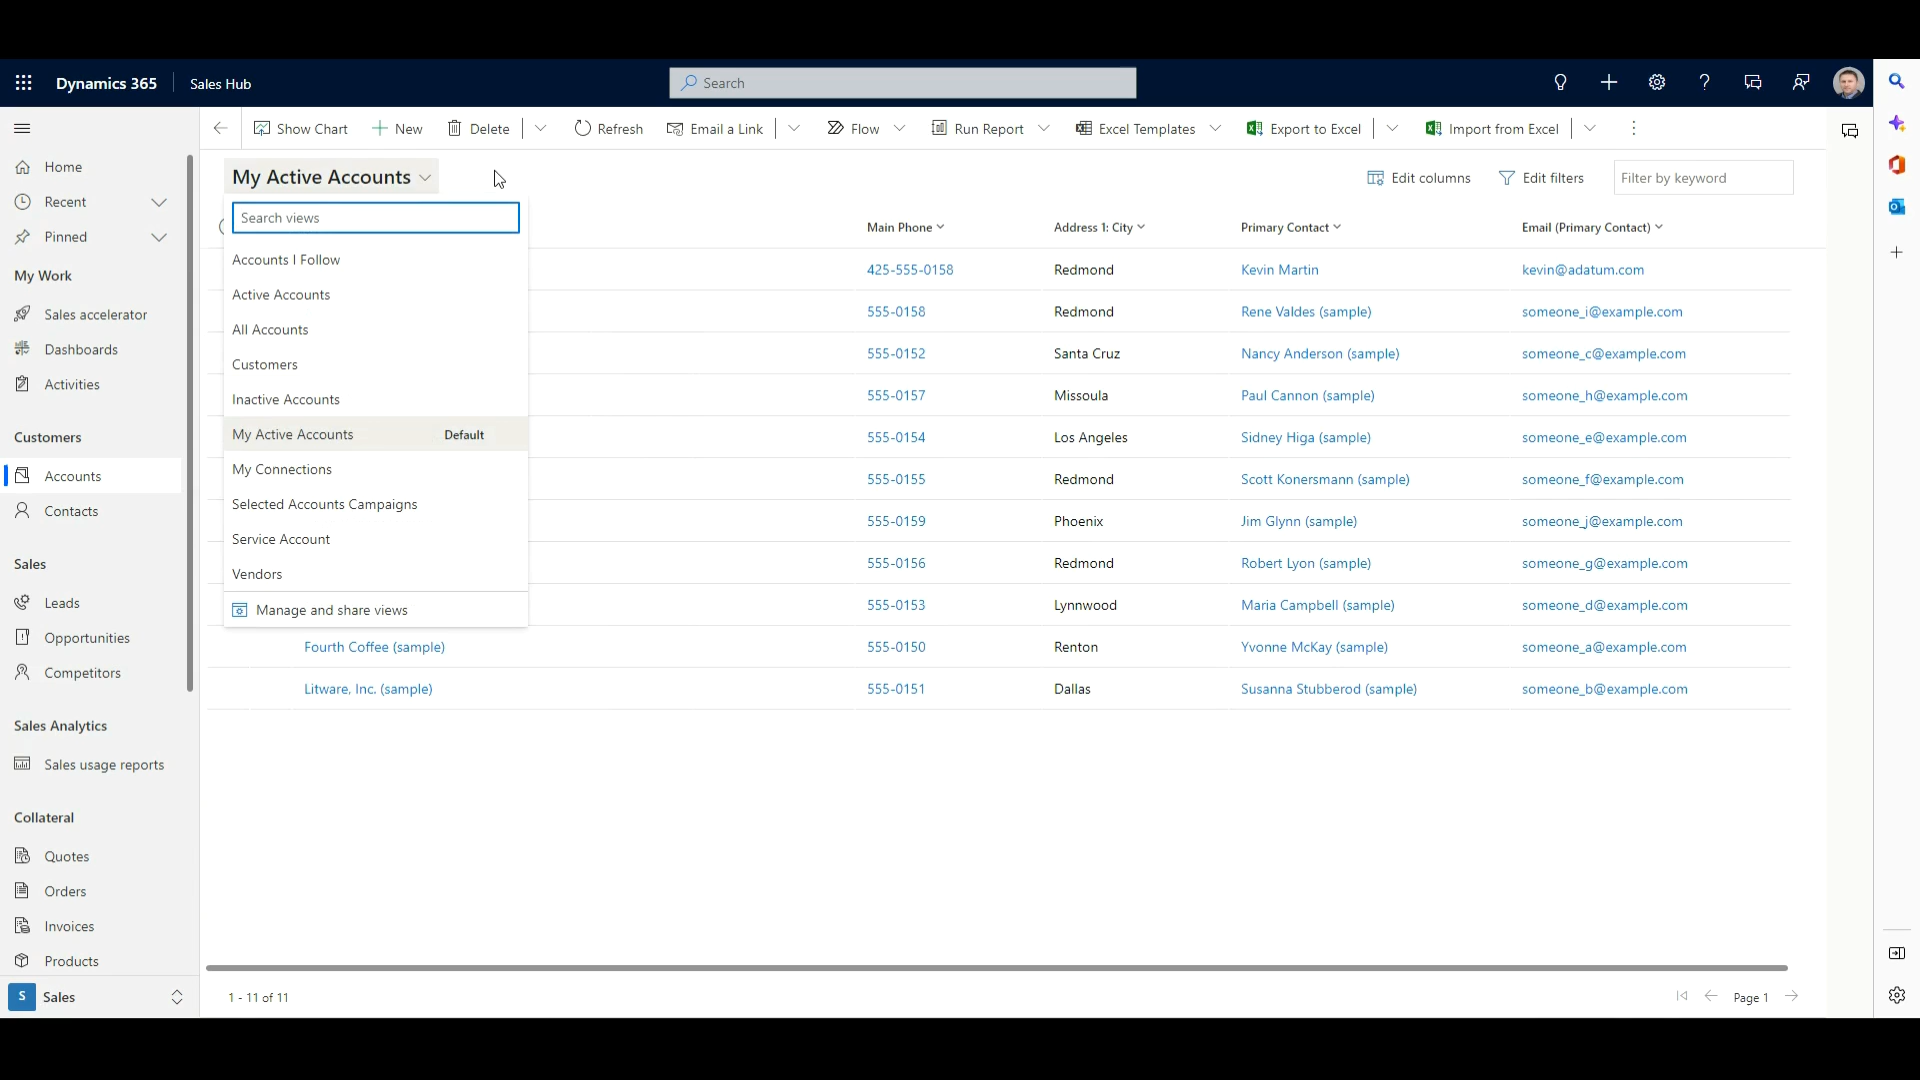 Dynamics 365 Sales Hub Search
Show Chart New Delete Refresh Email a Link Flow Run Report Excel Templates Export to Excel Import from Excel
Home
Recent
Pinned
My Work
Sales accelerator
Dashboards
Activities
Customers
Accounts
Contacts
Sales
Leads
Opportunities
Competitors
Sales Analytics
Sales usage reports
Collateral
Quotes
Orders
Invoices
Products
S Sales
My Active Accounts
Edit columns Edit filters Filter by keyword
Search views
Accounts I Follow
Active Accounts
All Accounts
Customers
Inactive Accounts
My Active Accounts Default
My Connections
Selected Accounts Campaigns
Service Account
Vendors
Manage and share views
Main Phone Address 1: City Primary Contact Email (Primary Contact)
425-555-0158 Redmond Kevin Martin kevin@adatum.com
555-0158 Redmond Rene Valdes (sample) someone_i@example.com
555-0152 Santa Cruz Nancy Anderson (sample) someone_c@example.com
555-0157 Missoula Paul Cannon (sample) someone_h@example.com
555-0154 Los Angeles Sidney Higa (sample) someone_e@example.com
555-0155 Redmond Scott Konersmann (sample) someone_f@example.com
555-0159 Phoenix Jim Glynn (sample) someone_j@example.com
555-0156 Redmond Robert Lyon (sample) someone_g@example.com
555-0153 Lynnwood Maria Campbell (sample) someone_d@example.com
Fourth Coffee (sample) 555-0150 Renton Yvonne McKay (sample) someone_a@example.com
Litware, Inc. (sample) 555-0151 Dallas Susanna Stubberod (sample) someone_b@example.com
1 - 11 of 11 Page 1